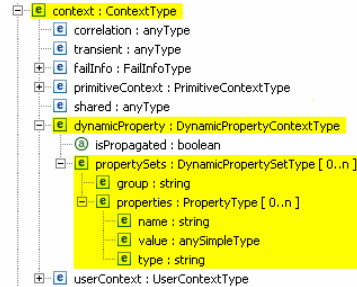 e context : ContextType
e correlation : anyType
e transient : anyType
e failInfo : FailInfoType
e primitiveContext : PrimitiveContextType
e shared : anyType
e dynamicProperty : DynamicPropertyContextType
a isPropagated : boolean
e propertySets : DynamicPropertySetType [ 0..n ]
e group : string
e properties : PropertyType [ 0..n ]
e name : string
e value : anySimpleType
e type : string
e userContext : UserContextType